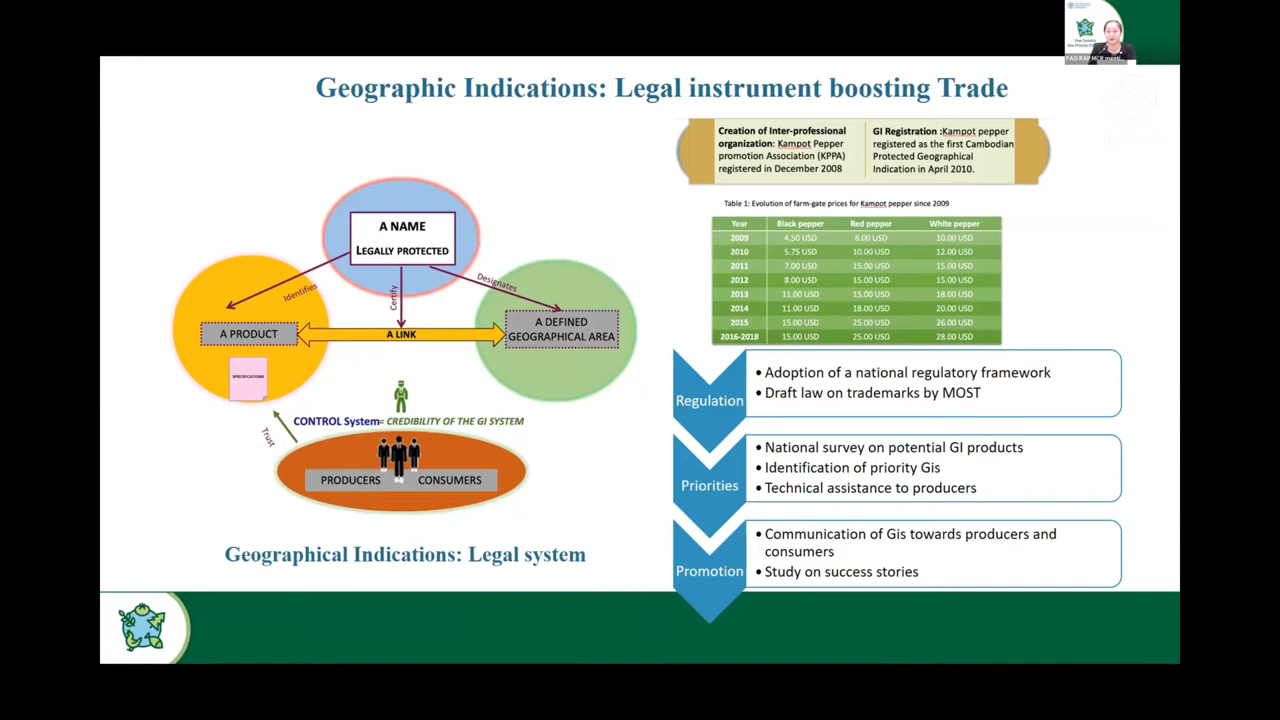 Geographic Indications: Legal instrument boosting Trade
FAO RAP MCR meeti...
Creation of Inter-professional
organization: Kampot Pepper
promotion Association (KPPA)
registered in December 2008
GI Registration :Kampot pepper
registered as the first Cambodian
Protected Geographical
Indication in April 2010.
Table 1: Evolution of farm-gate prices for Kampot pepper since 2009
Year Black pepper Red pepper White pepper
2009 4.50 USD 8.00 USD 10.00 USD
2010 5.75 USD 10.00 USD 12.00 USD
2011 7.00 USD 15.00 USD 15.00 USD
2012 8.00 USD 15.00 USD 15.00 USD
2013 11.00 USD 15.00 USD 18.00 USD
2014 11.00 USD 18.00 USD 20.00 USD
2015 15.00 USD 25.00 USD 26.00 USD
2016-2018 15.00 USD 25.00 USD 28.00 USD
A NAME
LEGALLY PROTECTED
Identifies
Certify
Designates
A PRODUCT
A LINK
A DEFINED
GEOGRAPHICAL AREA
SPECIFICATIONS
CONTROL System= CREDIBILITY OF THE GI SYSTEM
Trust
PRODUCERS
CONSUMERS
Geographical Indications: Legal system
Regulation
• Adoption of a national regulatory framework
• Draft law on trademarks by MOST
Priorities
• National survey on potential GI products
• Identification of priority Gis
• Technical assistance to producers
Promotion
• Communication of Gis towards producers and
consumers
• Study on success stories